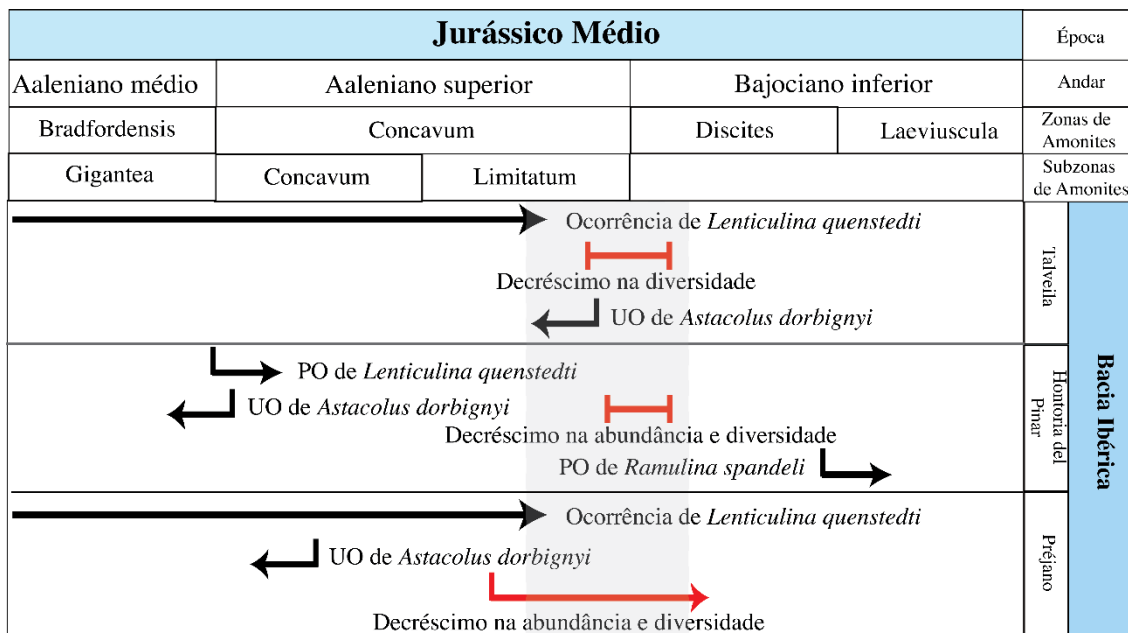 Jurássico Médio
Época
Aaleniano médio
Aaleniano superior
Bajociano inferior
Andar
Bradfordensis
Concavum
Discites
Laeviuscula
Zonas de
Amonites
Gigantea
Concavum
Limitatum
Subzonas
de Amonites
Ocorrência de Lenticulina quenstedti
Decréscimo na diversidade
UO de Astacolus dorbignyi
Talveila
PO de Lenticulina quenstedti
UO de Astacolus dorbignyi
Decréscimo na abundância e diversidade
PO de Ramulina spandeli
Hontoria del
Pinar
Ocorrência de Lenticulina quenstedti
UO de Astacolus dorbignyi
Decréscimo na abundância e diversidade
Préjano
Bacia Ibérica